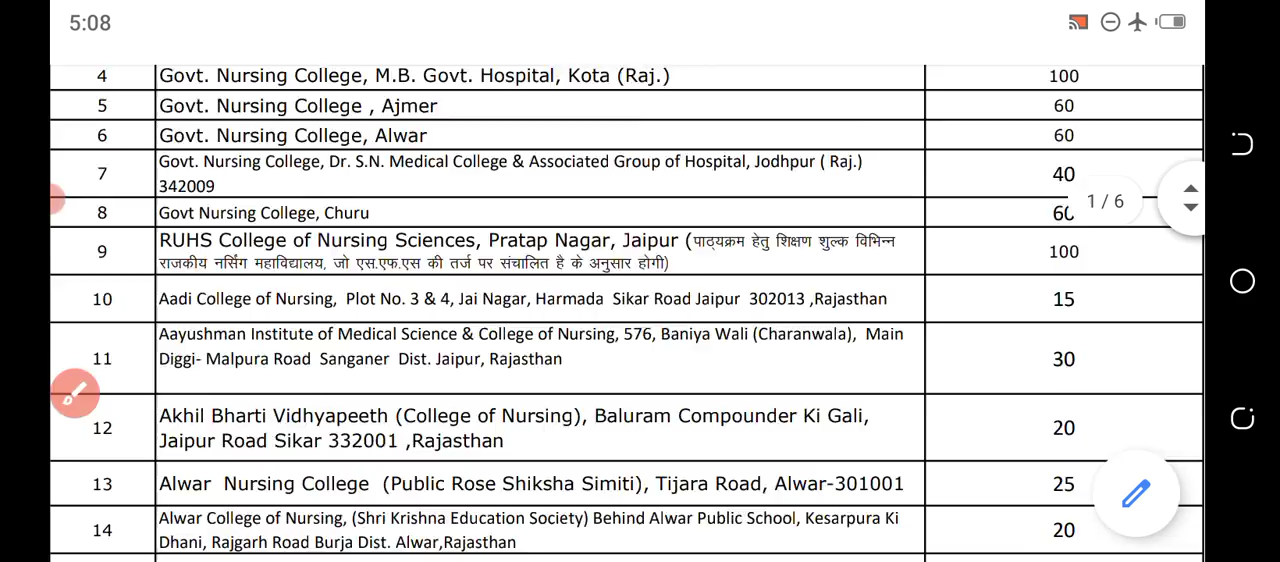 5:08
4 Govt. Nursing College, M.B. Govt. Hospital, Kota (Raj.) 100
5 Govt. Nursing College , Ajmer 60
6 Govt. Nursing College, Alwar 60
7 Govt. Nursing College, Dr. S.N. Medical College & Associated Group of Hospital, Jodhpur ( Raj.) 40
342009
1 / 6
8 Govt Nursing College, Churu 60
9 RUHS College of Nursing Sciences, Pratap Nagar, Jaipur (पाठ्यक्रम हेतु शिक्षण शुल्क विभिन्न 100
राजकीय नर्सिंग महाविद्यालय, जो एस.एफ.एस की तर्ज पर संचालित है के अनुसार होगी)
10 Aadi College of Nursing, Plot No. 3 & 4, Jai Nagar, Harmada Sikar Road Jaipur 302013 ,Rajasthan 15
11 Aayushman Institute of Medical Science & College of Nursing, 576, Baniya Wali (Charanwala), Main 30
Diggi- Malpura Road Sanganer Dist. Jaipur, Rajasthan
12 Akhil Bharti Vidhyapeeth (College of Nursing), Baluram Compounder Ki Gali, 20
Jaipur Road Sikar 332001 ,Rajasthan
13 Alwar Nursing College (Public Rose Shiksha Simiti), Tijara Road, Alwar-301001 25
14 Alwar College of Nursing, (Shri Krishna Education Society) Behind Alwar Public School, Kesarpura Ki 20
Dhani, Rajgarh Road Burja Dist. Alwar,Rajasthan